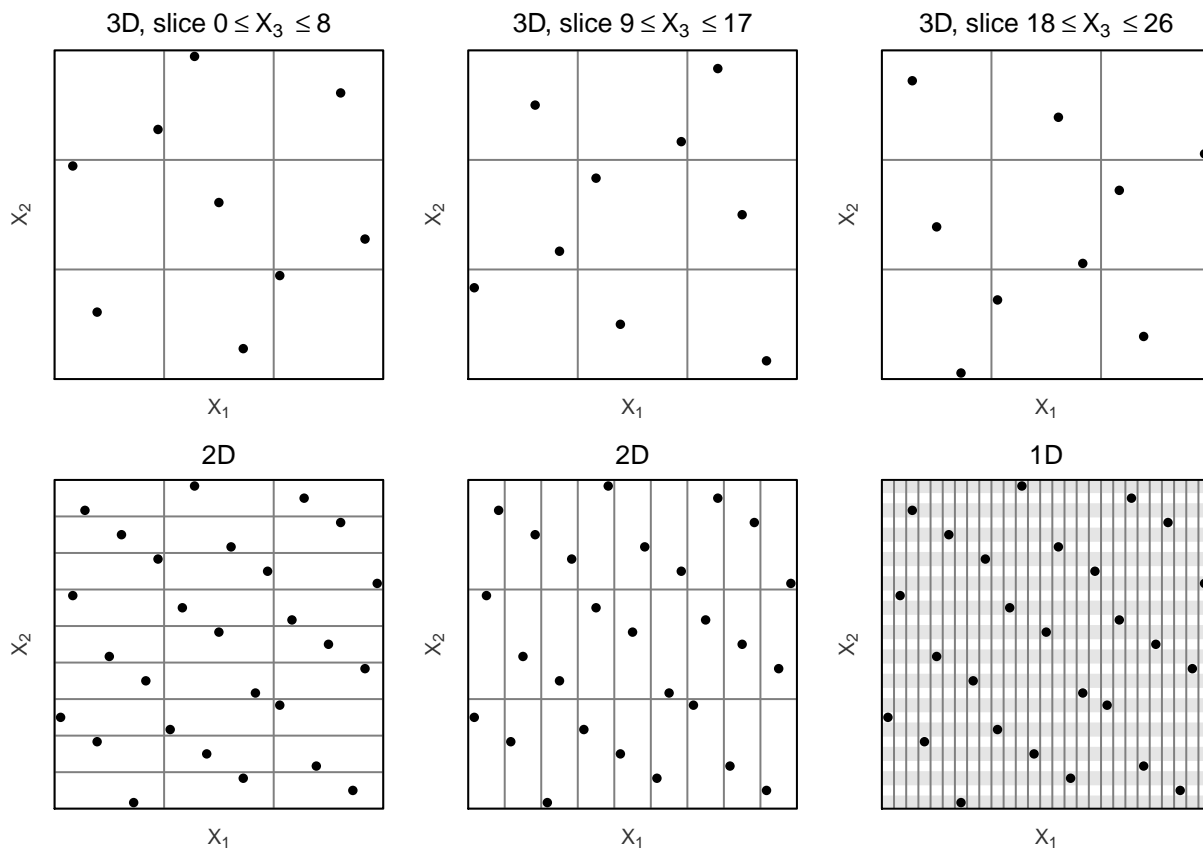 3D, slice 0 ≤ X₃ ≤ 8
3D, slice 9 ≤ X₃ ≤ 17
3D, slice 18 ≤ X₃ ≤ 26
X₂
X₂
X₂
X₁
X₁
X₁
2D
2D
1D
X₂
X₂
X₂
X₁
X₁
X₁